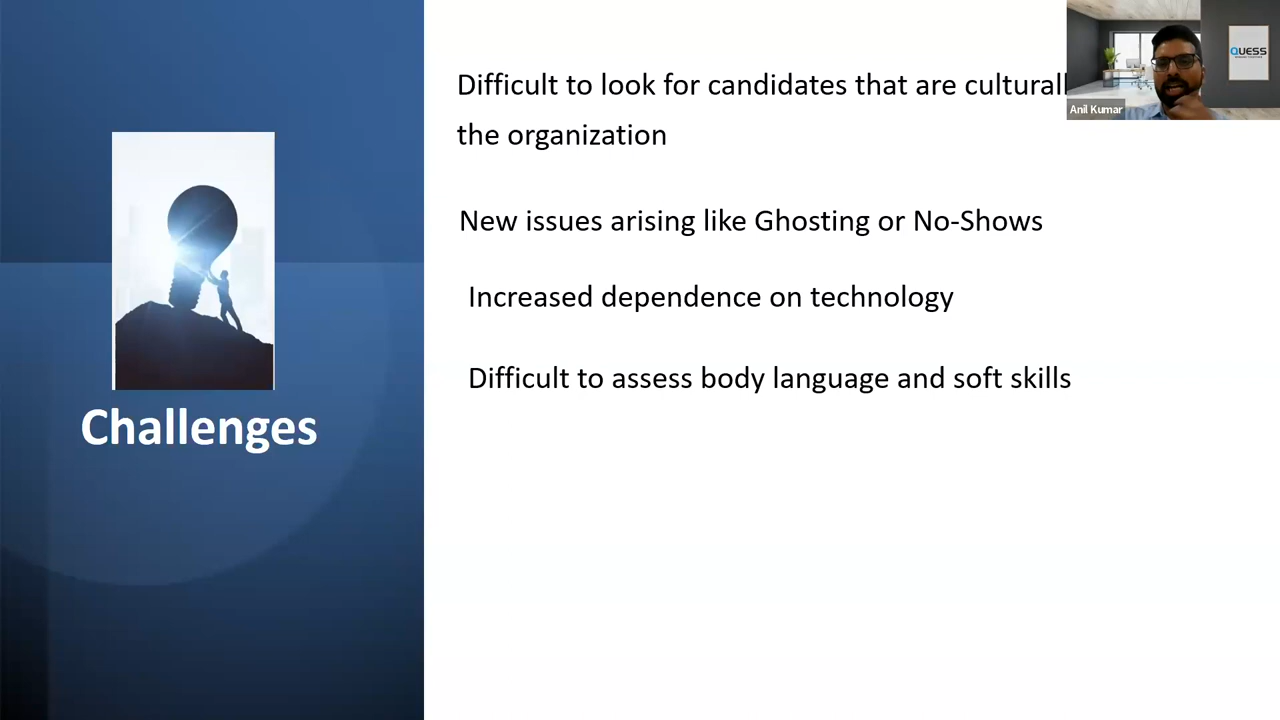 Difficult to look for candidates that are
the organization
New issues arising like Ghosting or No-Shows
Increased dependence on technology
Difficult to assess body language and soft skills
Challenges
QUESS
Anil Kumar